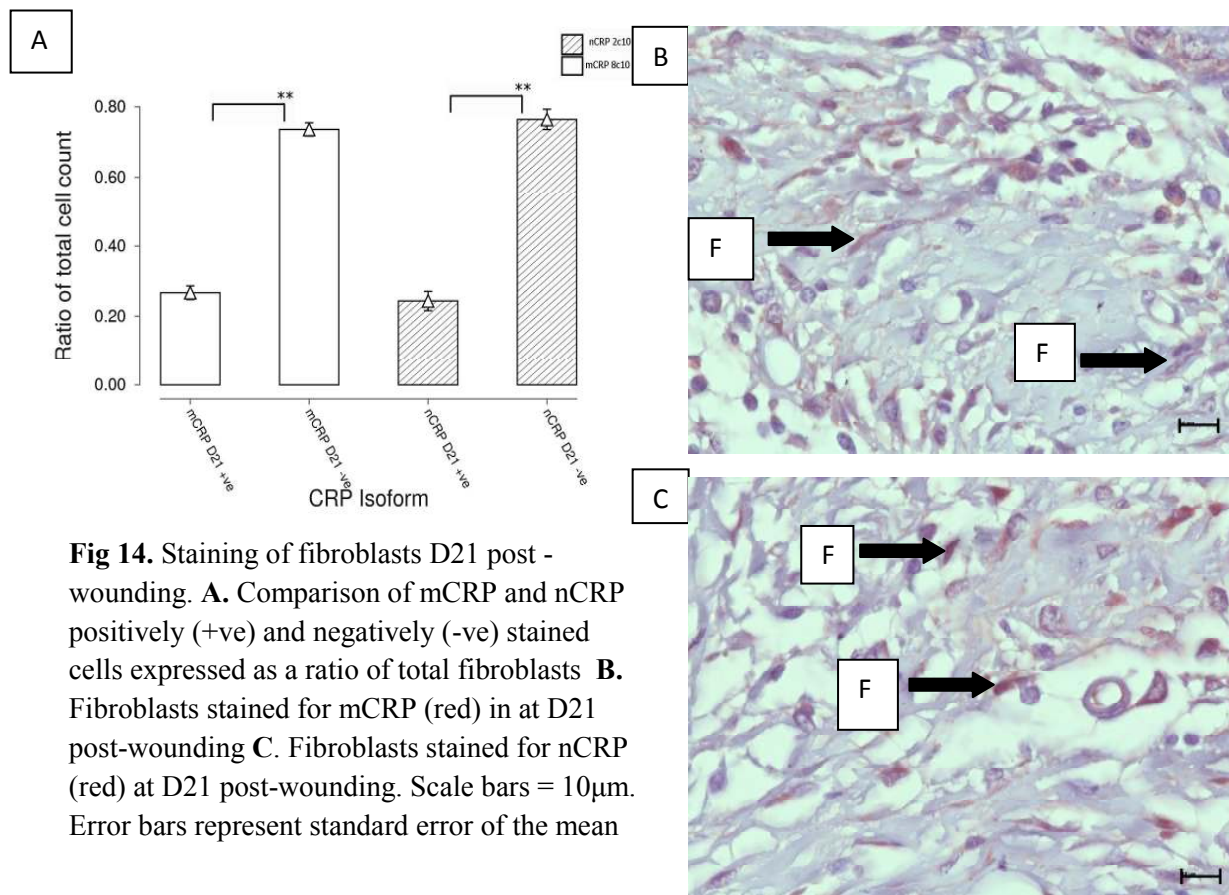 A
nCRP 2c10
mCRP 8c10
**
**
Ratio of total cell count
0.80
0.60
0.40
0.20
0.00
mCRP D21 +ve
mCRP D21 -ve
nCRP D21 +ve
nCRP D21 -ve
CRP Isoform
B
F
F
C
F
F
Fig 14. Staining of fibroblasts D21 post -
wounding. A. Comparison of mCRP and nCRP
positively (+ve) and negatively (-ve) stained
cells expressed as a ratio of total fibroblasts B.
Fibroblasts stained for mCRP (red) in at D21
post-wounding C. Fibroblasts stained for nCRP
(red) at D21 post-wounding. Scale bars = 10μm.
Error bars represent standard error of the mean